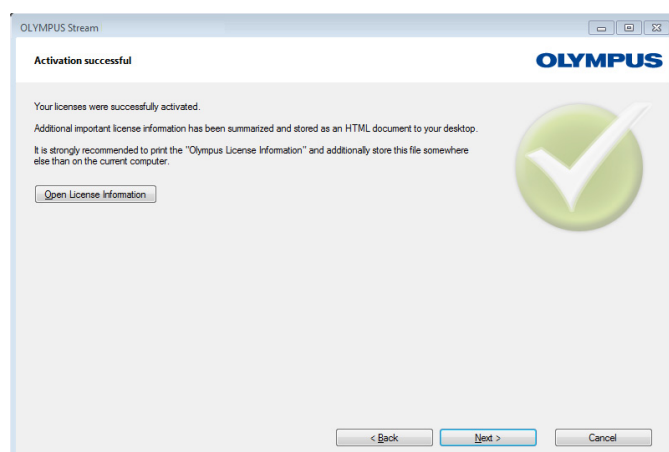 OLYMPUS Stream
Activation successful
OLYMPUS
Your licenses were successfully activated.
Additional important license information has been summarized and stored as an HTML document to your desktop.
It is strongly recommended to print the "Olympus License Information" and additionally store this file somewhere
else than on the current computer.
Open License Information
< Back
Next >
Cancel